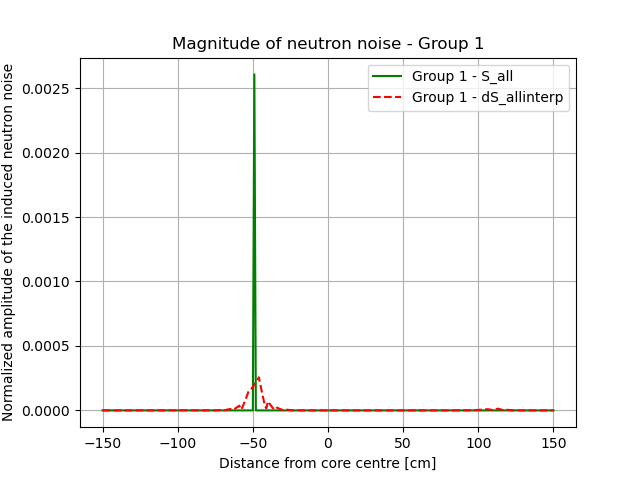 Magnitude of neutron noise - Group 1
Normalized amplitude of the induced neutron noise
0.0025
0.0020
0.0015
0.0010
0.0005
0.0000
Group 1 - S_all
Group 1 - dS_allinterp
−150
−100
−50
0
50
100
150
Distance from core centre [cm]